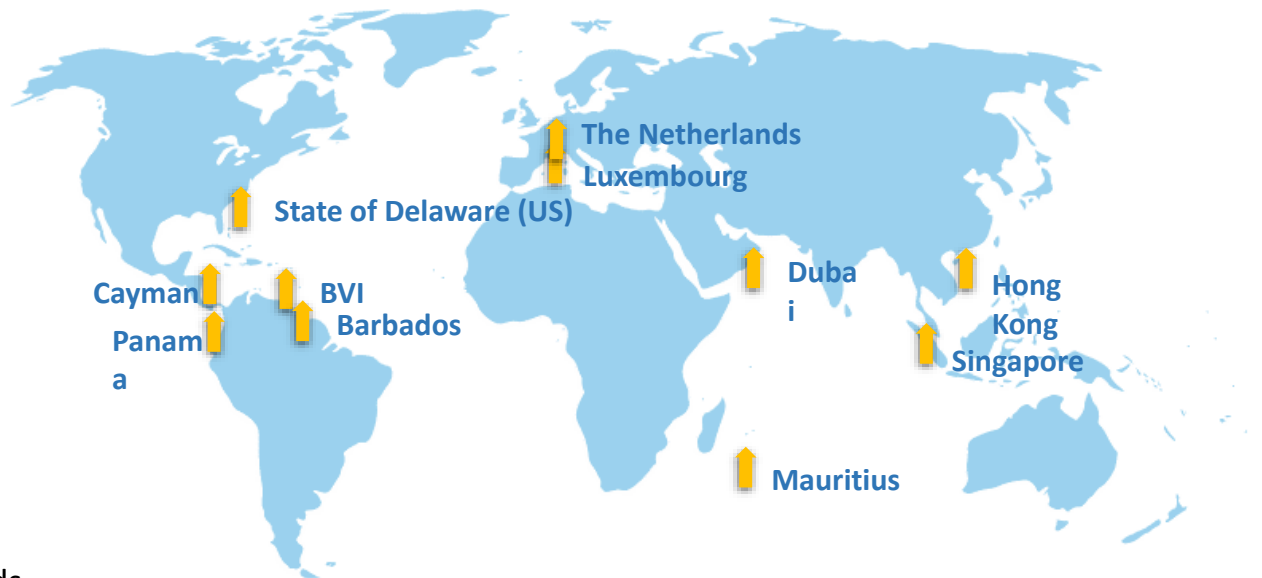 The Netherlands
Luxembourg
State of Delaware (US)
Cayman
BVI
Barbados
Panam
a
Duba
i
Hong
Kong
Singapore
Mauritius